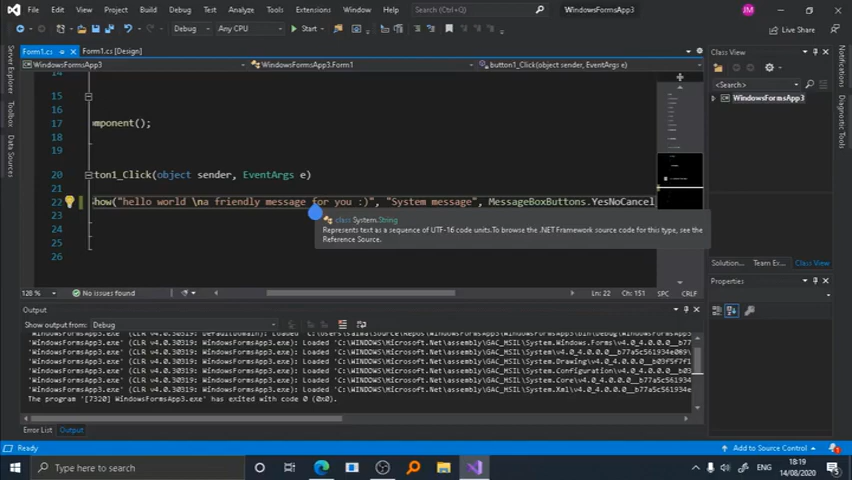 File Edit View Git Project Build Debug Test Analyze Tools Extensions Window Help Search (Ctrl+Q) WindowsFormsApp3 JM
Debug Any CPU Start Live Share
Form1.cs Form1.cs [Design] Class View
WindowsFormsApp3 WindowsFormsApp3.Form1 button1_Click(object sender, EventArgs e)
<Search>
WindowsFormsApp3
Server Explorer
Toolbox
Data Sources
Notifications
Diagnostic Tools
14
15
16
17 mponent();
18
19
20 ton1_Click(object sender, EventArgs e)
21
22 show("hello world \na friendly message for you :)", "System message", MessageBoxButtons.YesNoCancel
23 class System.String
24 Represents text as a sequence of UTF-16 code units.To browse the .NET Framework source code for this type, see the
Reference Source.
25
26
Solution... Team Ex... Class View
Properties
128 % No issues found Ln: 22 Ch: 151 SPC CRLF
Output
Show output from: Debug
'WindowsFormsApp3.exe' (CLR v4.0.30319: WindowsFormsApp3.exe): Loaded 'C:\WINDOWS\Microsoft.Net\assembly\GAC_MSIL\System.Windows.Forms\v4.0_4.0.0.0__b77
'WindowsFormsApp3.exe' (CLR v4.0.30319: WindowsFormsApp3.exe): Loaded 'C:\WINDOWS\Microsoft.Net\assembly\GAC_MSIL\System\v4.0_4.0.0.0__b77a5c561934e089\
'WindowsFormsApp3.exe' (CLR v4.0.30319: WindowsFormsApp3.exe): Loaded 'C:\WINDOWS\Microsoft.Net\assembly\GAC_MSIL\System.Drawing\v4.0_4.0.0.0__b03f5f7f1
'WindowsFormsApp3.exe' (CLR v4.0.30319: WindowsFormsApp3.exe): Loaded 'C:\WINDOWS\Microsoft.Net\assembly\GAC_MSIL\System.Configuration\v4.0_4.0.0.0__b03
'WindowsFormsApp3.exe' (CLR v4.0.30319: WindowsFormsApp3.exe): Loaded 'C:\WINDOWS\Microsoft.Net\assembly\GAC_MSIL\System.Core\v4.0_4.0.0.0__b77a5c561934
'WindowsFormsApp3.exe' (CLR v4.0.30319: WindowsFormsApp3.exe): Loaded 'C:\WINDOWS\Microsoft.Net\assembly\GAC_MSIL\System.Xml\v4.0_4.0.0.0__b77a5c561934e
The program '[7320] WindowsFormsApp3.exe' has exited with code 0 (0x0).
Error List Output
Ready Add to Source Control
Type here to search ENG 18:19
14/08/2020